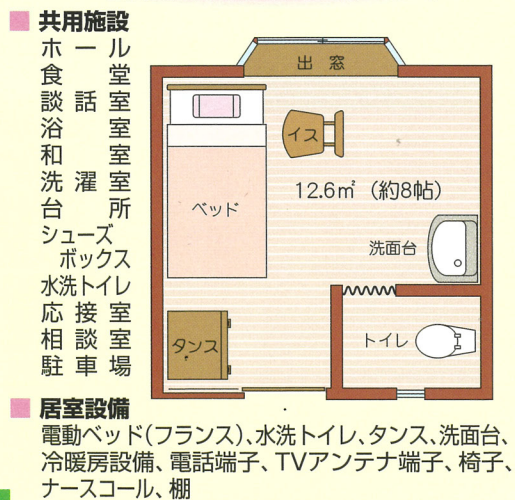 共用施設
ホール
食堂
談話室
浴室
和室
洗濯室
台所
シューズ
ボックス
水洗トイレ
応接室
相談室
駐車場
出窓
イス
ベッド
12.6㎡（約8帖）
洗面台
トイレ
タンス
居室設備
電動ベッド（フランス）、水洗トイレ、タンス、洗面台、
冷暖房設備、電話端子、TVアンテナ端子、椅子、
ナースコール、棚